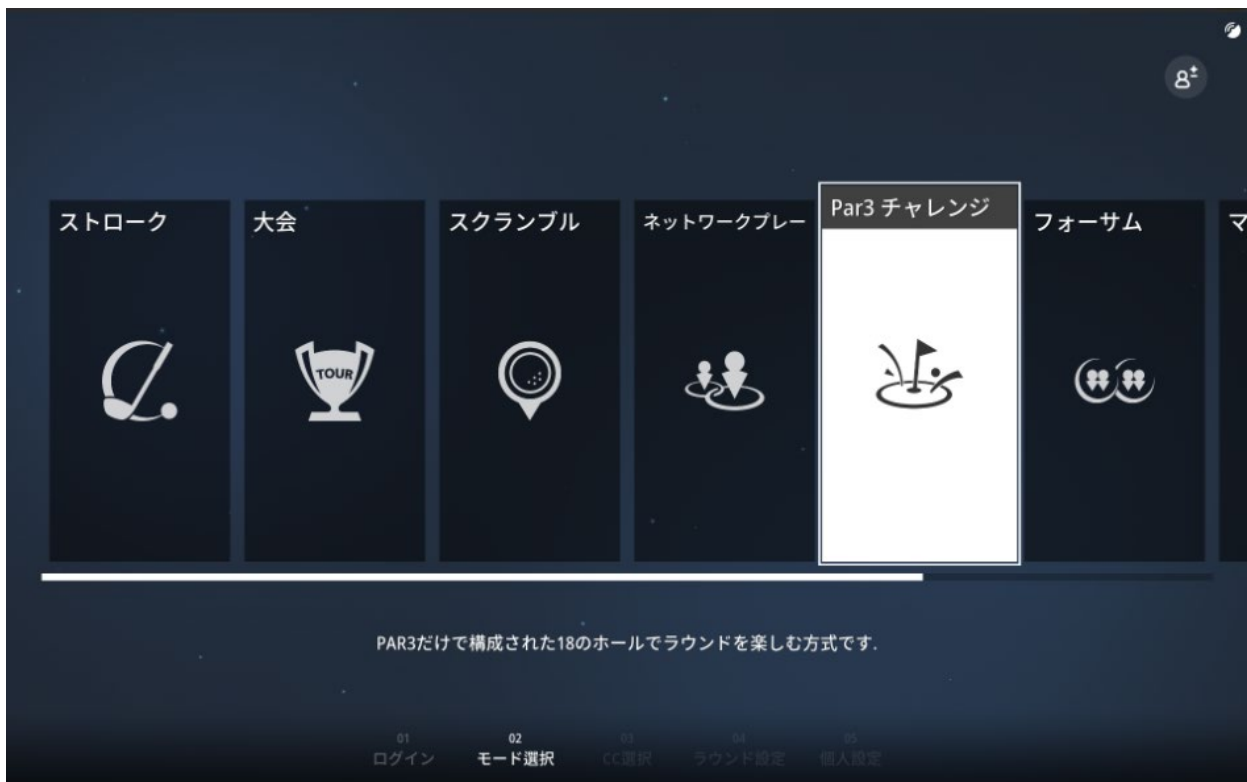 ストローク
大会
スクランブル
ネットワークプレー
Par3 チャレンジ
フォーサム
マ
TOUR
PAR3だけで構成された18のホールでラウンドを楽しむ方式です.
01 02 03 04 05
ログイン モード選択 CC選択 ラウンド設定 個人設定